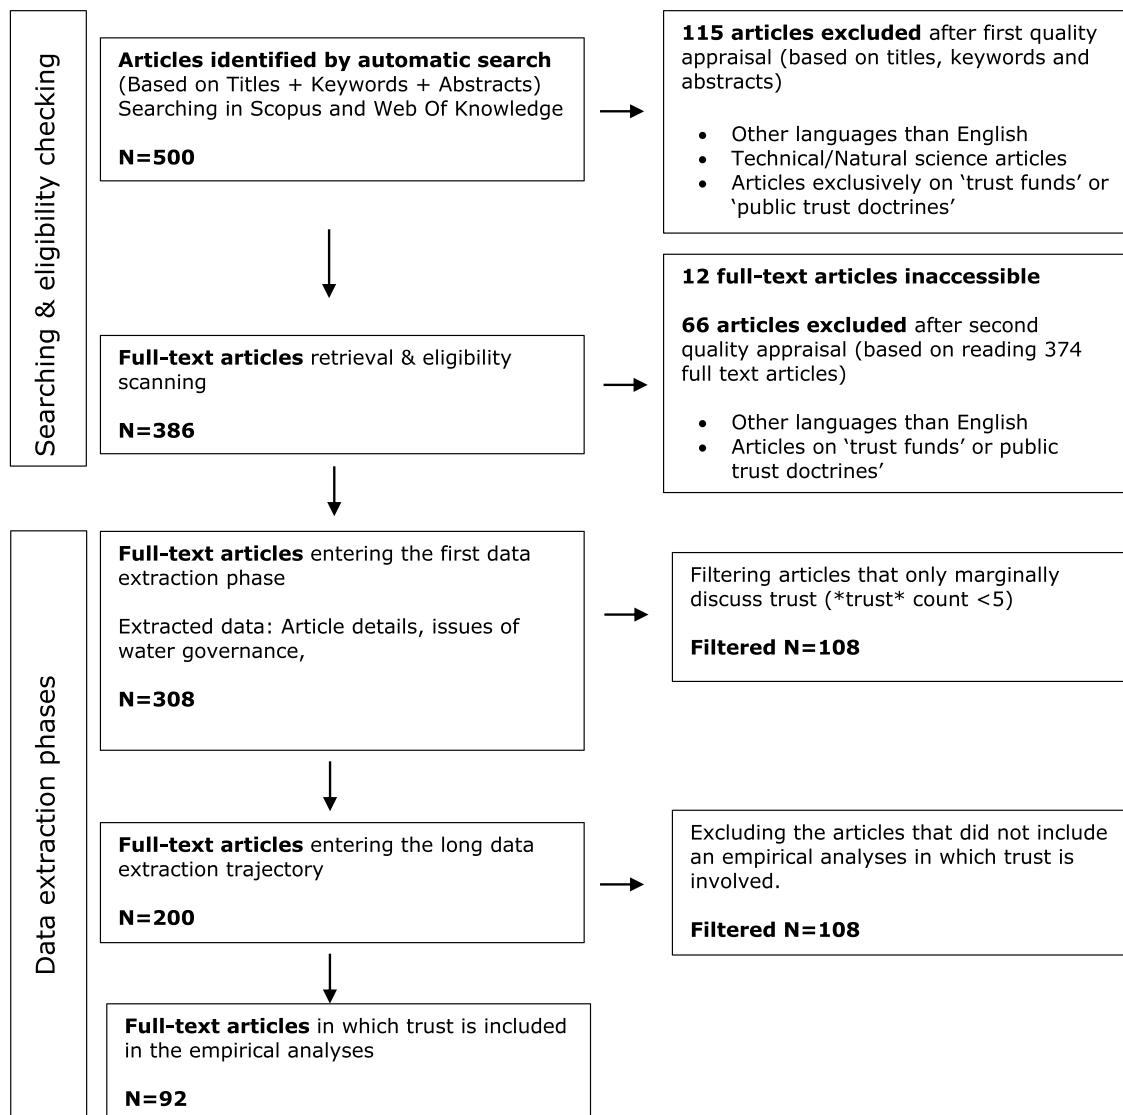 Searching & eligibility checking
Articles identified by automatic search
(Based on Titles + Keywords + Abstracts)
Searching in Scopus and Web Of Knowledge
N=500
115 articles excluded after first quality
appraisal (based on titles, keywords and
abstracts)
• Other languages than English
• Technical/Natural science articles
• Articles exclusively on ‘trust funds’ or
‘public trust doctrines’
Full-text articles retrieval & eligibility
scanning
N=386
12 full-text articles inaccessible
66 articles excluded after second
quality appraisal (based on reading 374
full text articles)
• Other languages than English
• Articles on ‘trust funds’ or public
trust doctrines’
Data extraction phases
Full-text articles entering the first data
extraction phase
Extracted data: Article details, issues of
water governance,
N=308
Filtering articles that only marginally
discuss trust (*trust* count <5)
Filtered N=108
Full-text articles entering the long data
extraction trajectory
N=200
Excluding the articles that did not include
an empirical analyses in which trust is
involved.
Filtered N=108
Full-text articles in which trust is included
in the empirical analyses
N=92